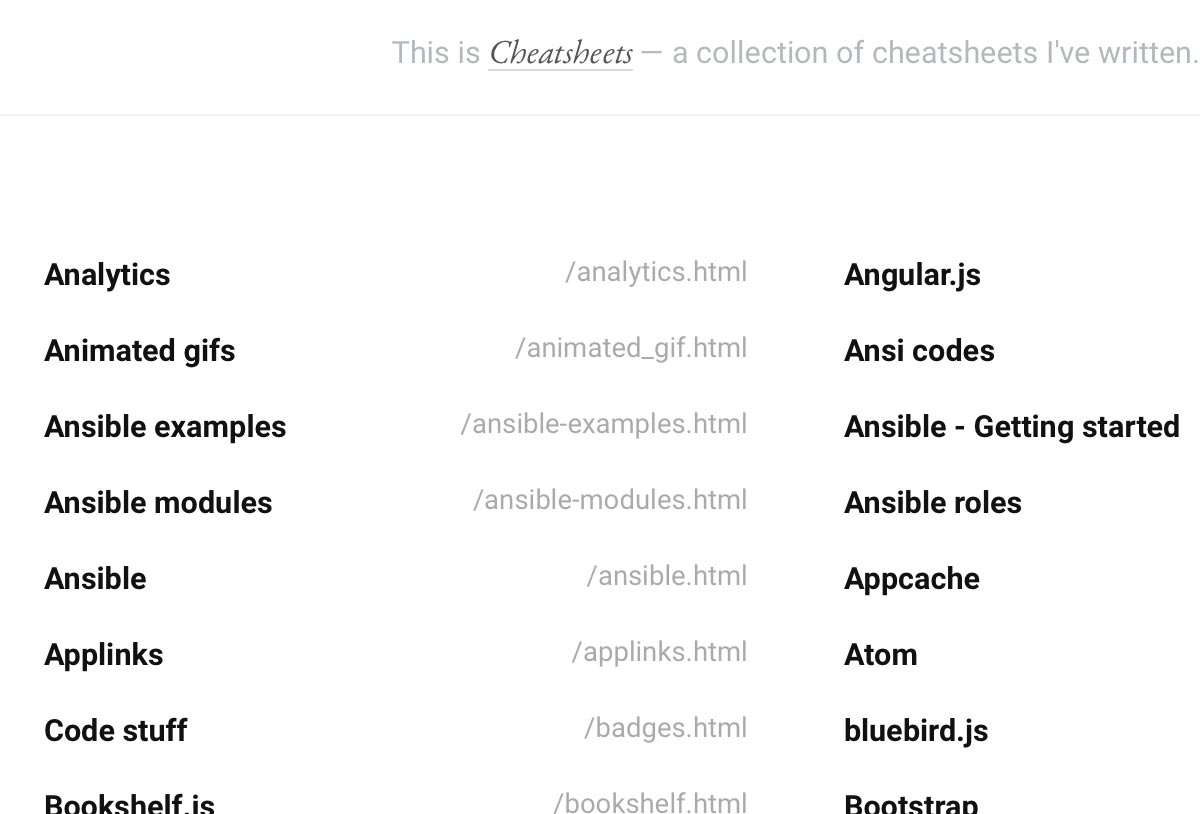 This is Cheatsheets — a collection of cheatsheets I've written.
Analytics /analytics.html Angular.js
Animated gifs /animated_gif.html Ansi codes
Ansible examples /ansible-examples.html Ansible - Getting started
Ansible modules /ansible-modules.html Ansible roles
Ansible /ansible.html Appcache
Applinks /applinks.html Atom
Code stuff /badges.html bluebird.js
Bookshelf.js /bookshelf.html Bootstrap